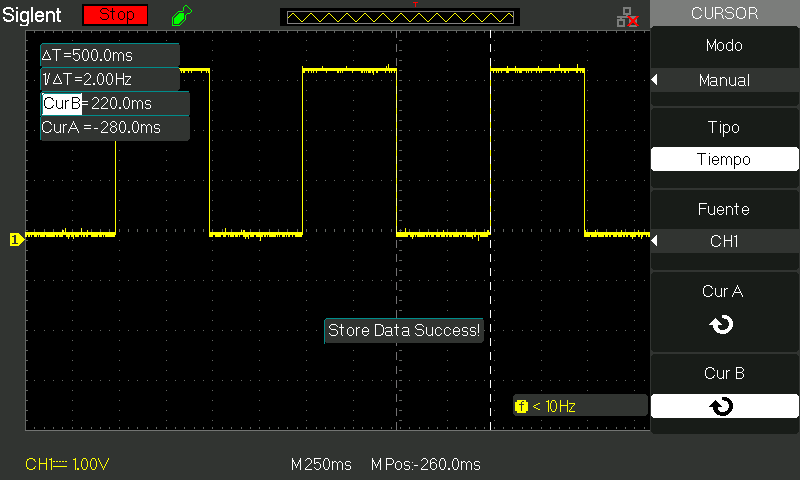 Siglent Stop CURSOR
ΔT=500.0ms
1/ΔT=2.00Hz
CurB=220.0ms
CurA =-280.0ms
Modo
Manual
Tipo
Tiempo
Fuente
CH1
Cur A
Cur B
1
Store Data Success!
f < 10Hz
CH1 1.00V M250ms M Pos:-260.0ms